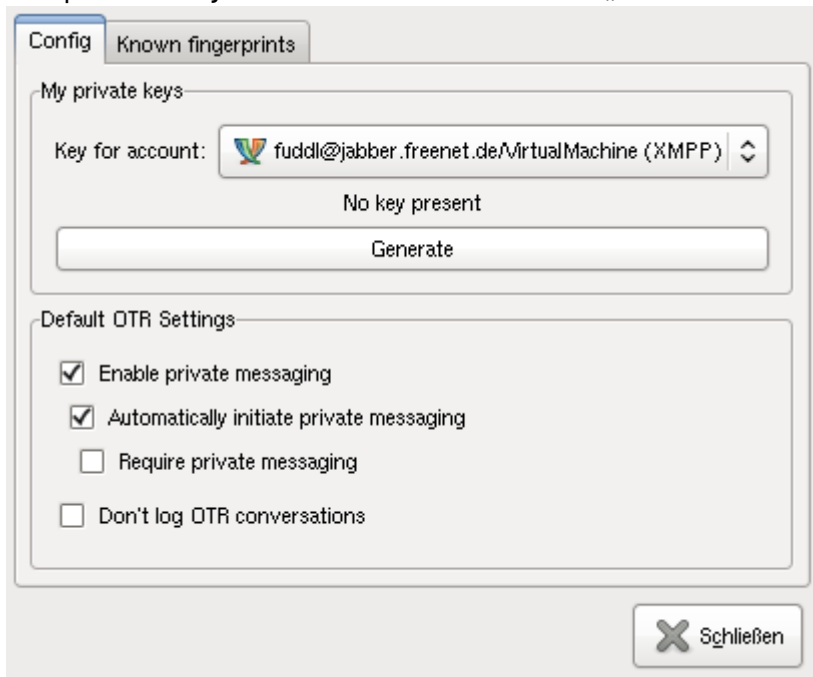 Config Known fingerprints
My private keys
Key for account: fuddl@jabber.freenet.de/VirtualMachine (XMPP)
No key present
Generate
Default OTR Settings
Enable private messaging
Automatically initiate private messaging
Require private messaging
Don't log OTR conversations
Schließen